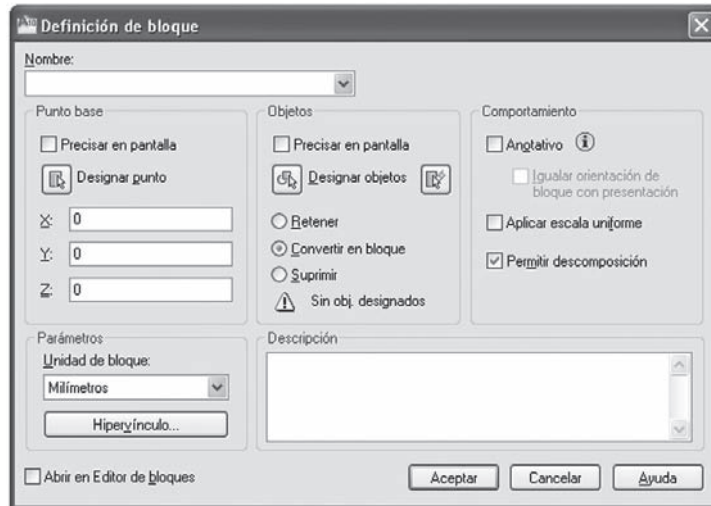 Definición de bloque
Nombre:
Punto base
Precisar en pantalla
Designar punto
X: 0
Y: 0
Z: 0
Objetos
Precisar en pantalla
Designar objetos
Retener
Convertir en bloque
Suprimir
Sin obj. designados
Comportamiento
Anotativo
Igualar orientación de
bloque con presentación
Aplicar escala uniforme
Permitir descomposición
Parámetros
Unidad de bloque:
Milímetros
Hipervínculo...
Descripción
Abrir en Editor de bloques
Aceptar
Cancelar
Ayuda